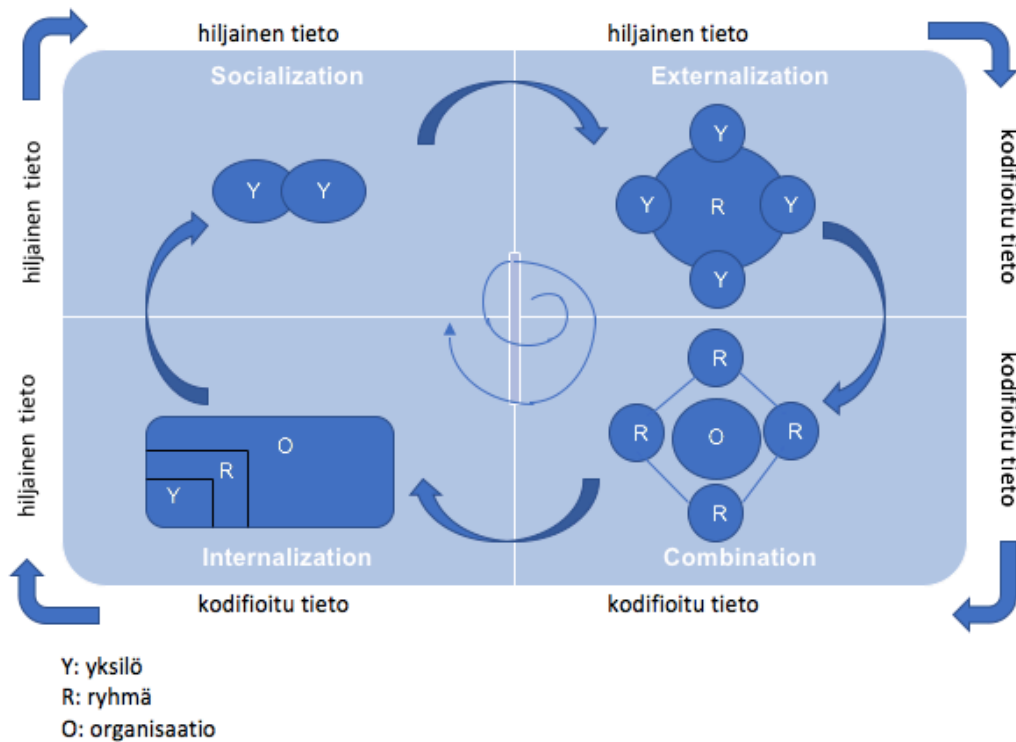 hiljainen tieto
hiljainen tieto
Socialization
Externalization
hiljainen tieto
kodifioitu tieto
Y
Y
Y
Y
R
Y
Y
hiljainen tieto
kodifioitu tieto
R
R
O
R
R
O
R
Y
Internalization
Combination
kodifioitu tieto
kodifioitu tieto
Y: yksilö
R: ryhmä
O: organisaatio